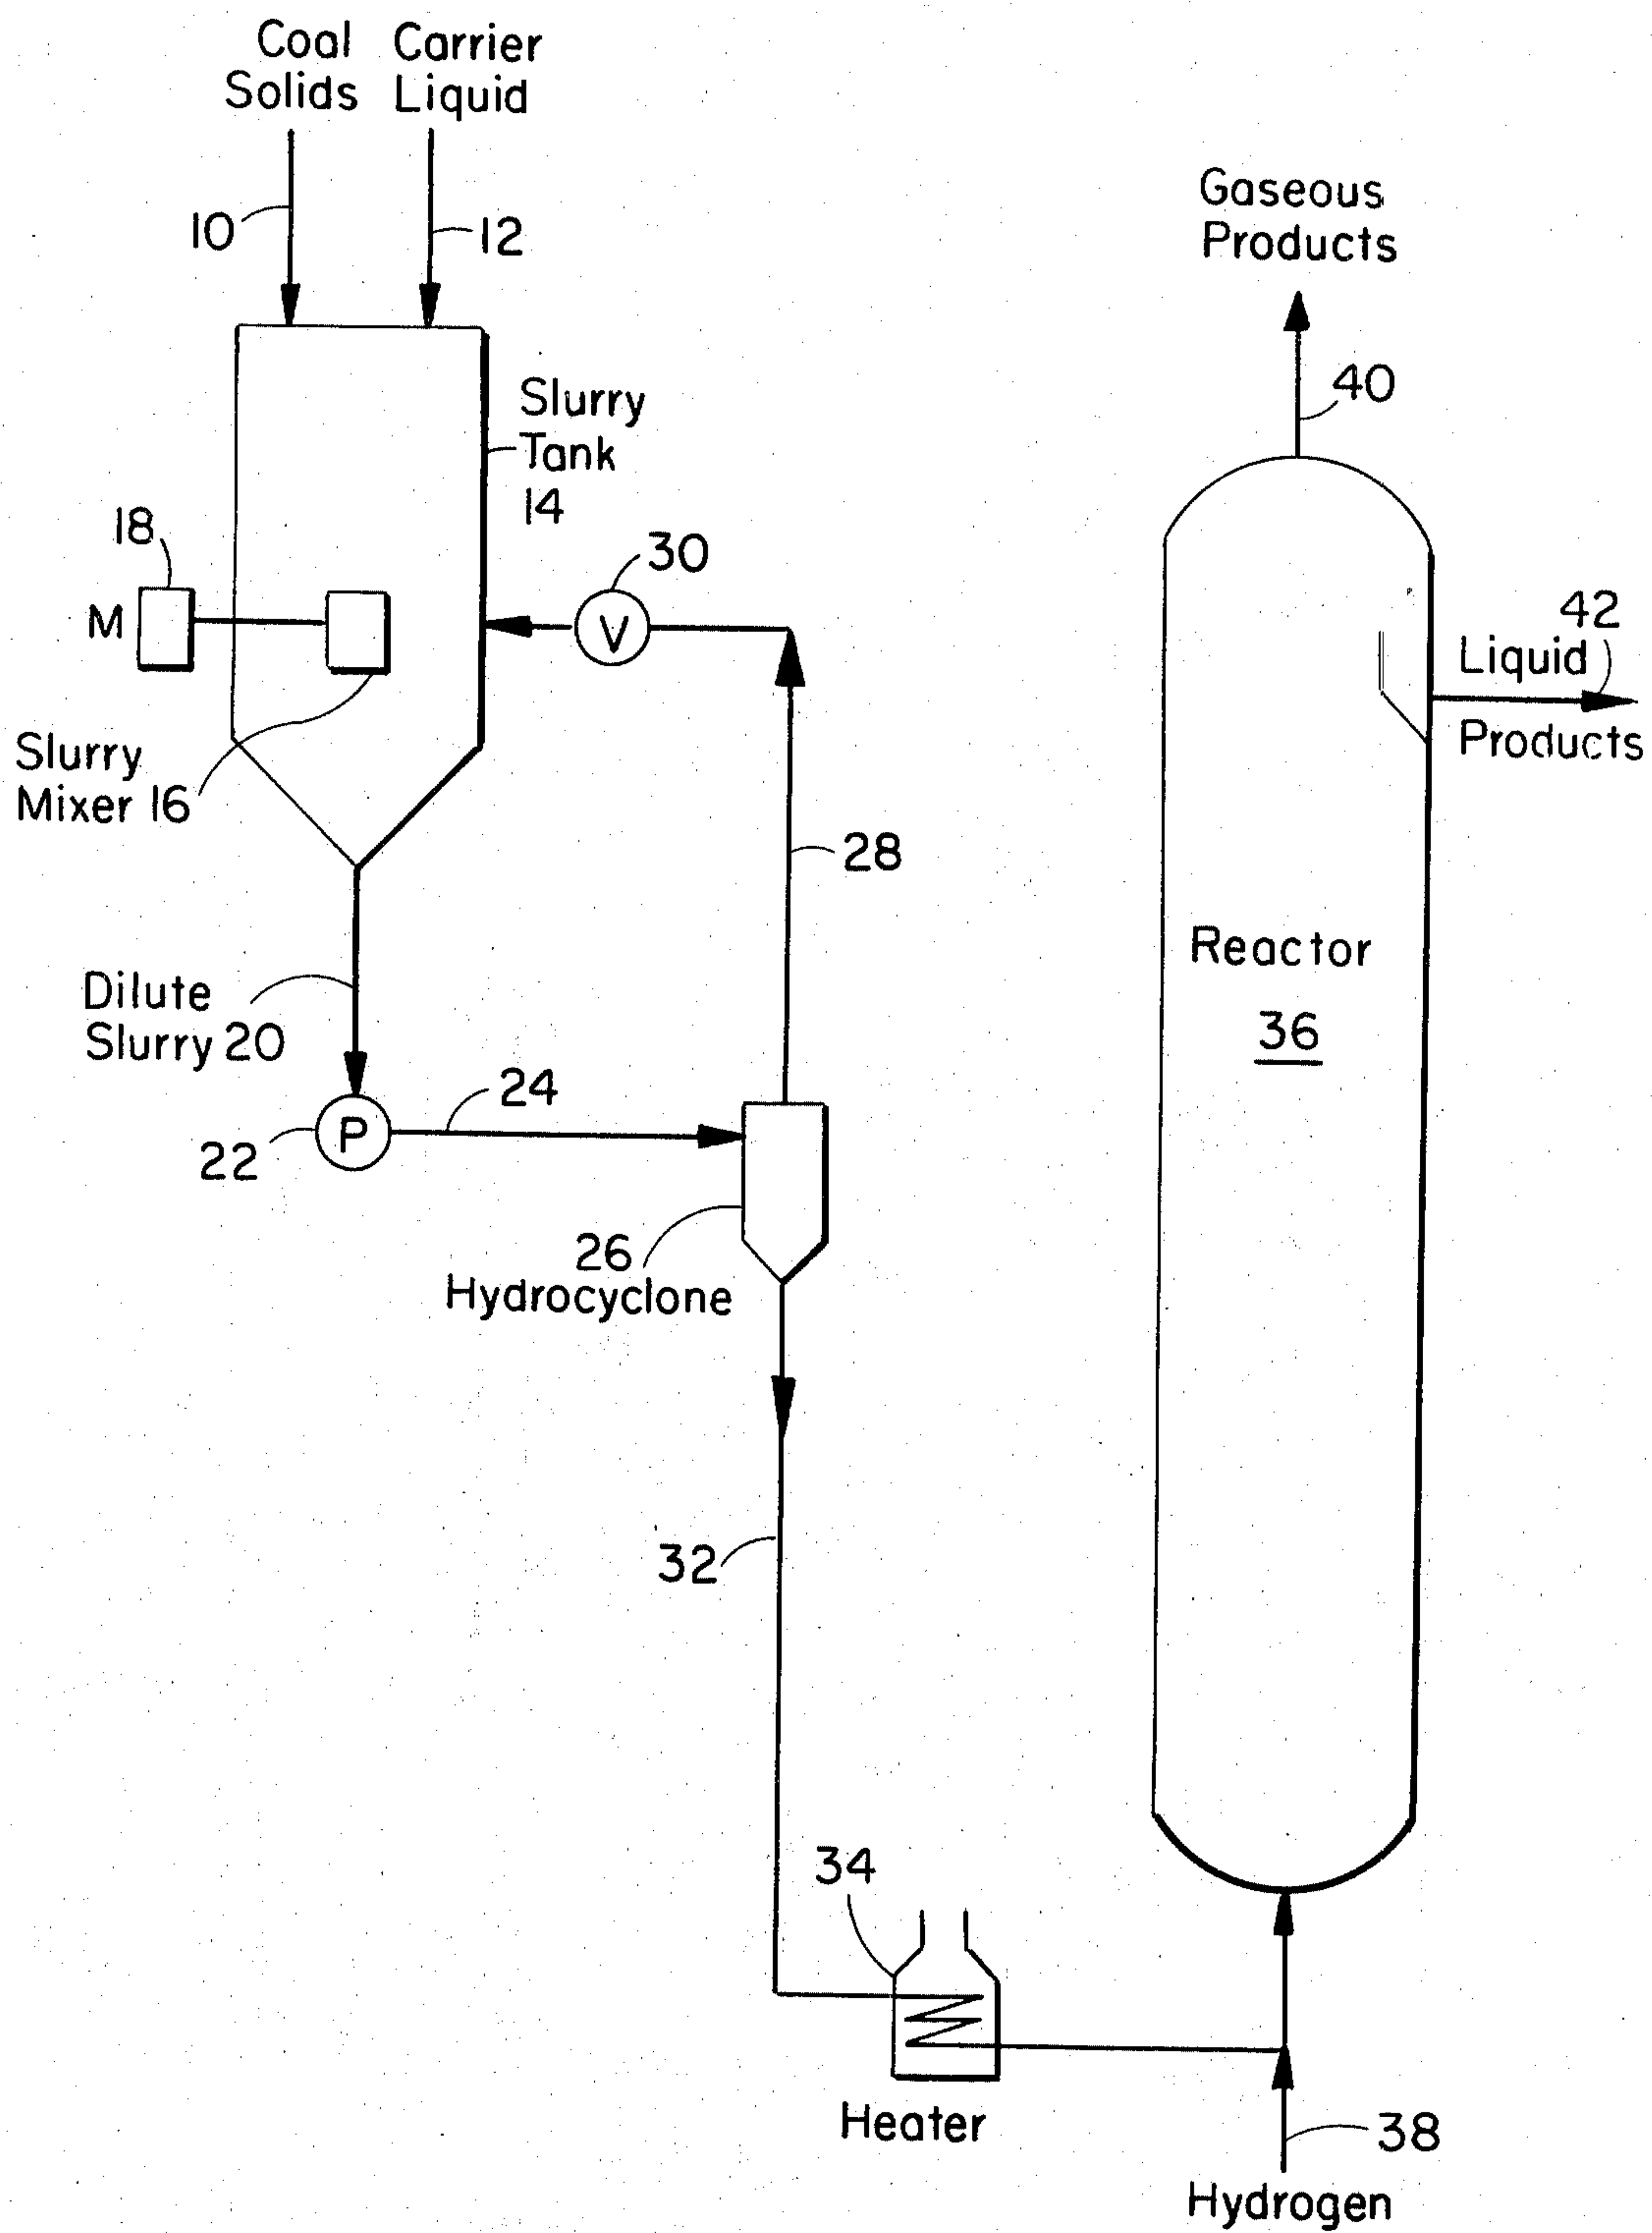 Coal Carrier
Solids Liquid
10
12
Gaseous
Products
40
Slurry
Tank
14
18
30
M
V
42
Liquid
Products
Slurry
Mixer 16
28
Reactor
36
Dilute
Slurry 20
24
22
P
26
Hydrocyclone
32
34
Heater
38
Hydrogen